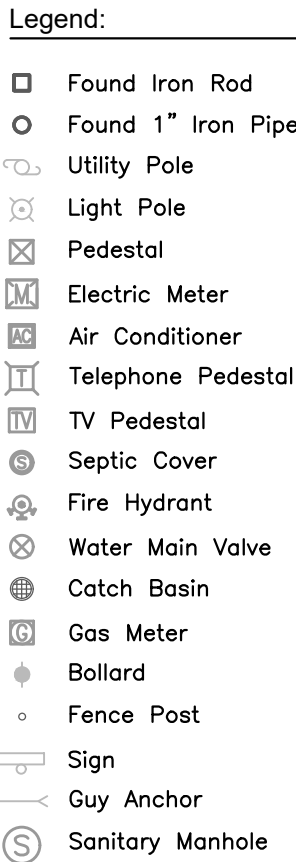 Legend:
Found Iron Rod
Found 1" Iron Pipe
Utility Pole
Light Pole
Pedestal
M Electric Meter
AC Air Conditioner
T Telephone Pedestal
TV TV Pedestal
S Septic Cover
Fire Hydrant
Water Main Valve
Catch Basin
G Gas Meter
Bollard
Fence Post
Sign
Guy Anchor
S Sanitary Manhole